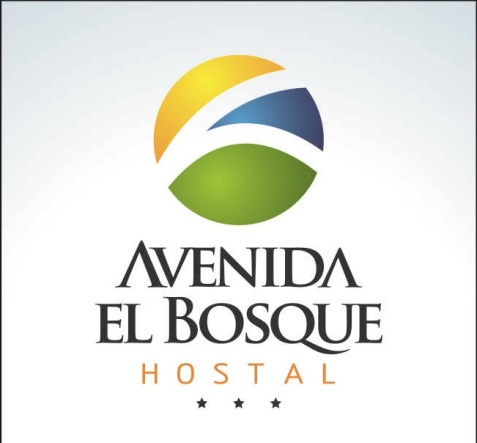 AVENIDA
EL BOSQUE
HOSTAL
★ ★ ★